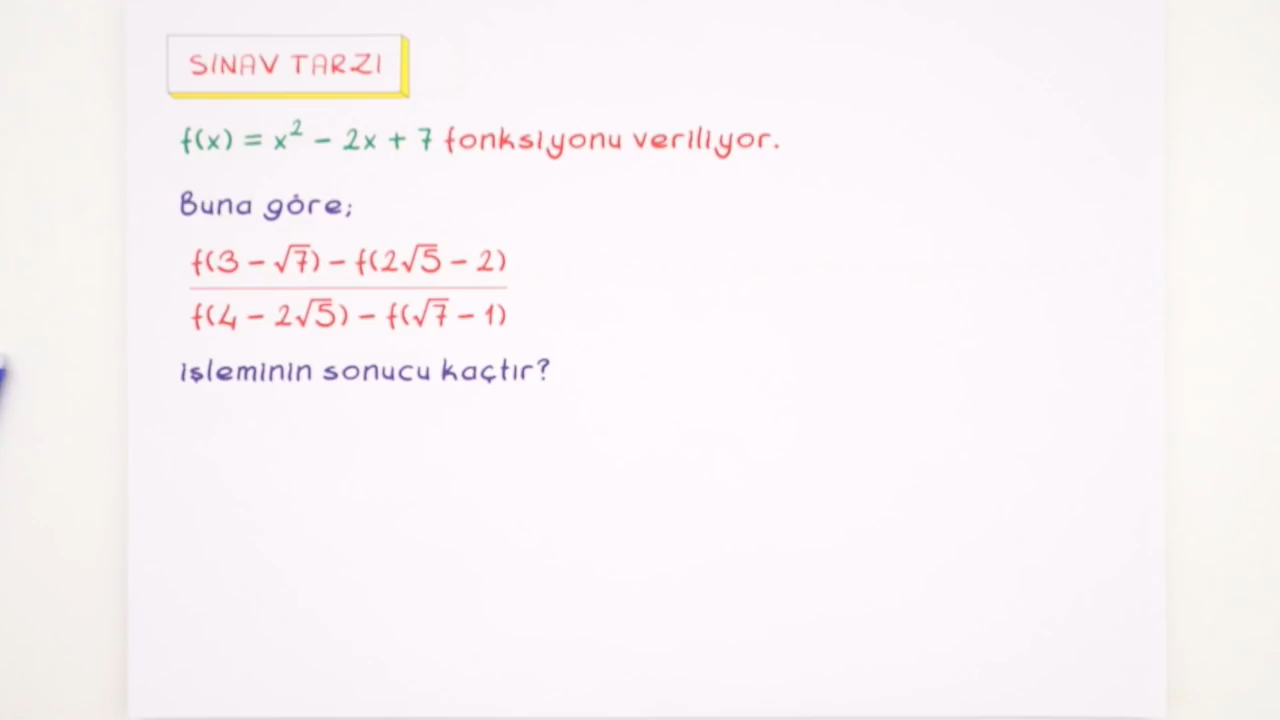 SINAV TARZI
f(x) = x² − 2x + 7 fonksiyonu veriliyor.
Buna göre;
f(3 − √7) − f(2√5 − 2)
f(4 − 2√5) − f(√7 − 1)
işleminin sonucu kaçtır?